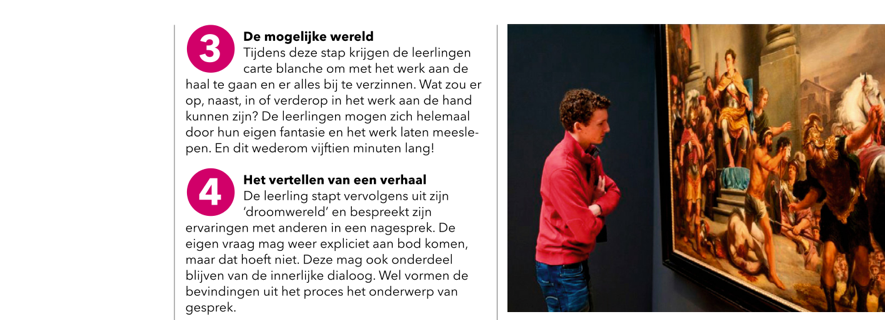 3
De mogelijke wereld
Tijdens deze stap krijgen de leerlingen
carte blanche om met het werk aan de
haal te gaan en er alles bij te verzinnen. Wat zou er
op, naast, in of verderop in het werk aan de hand
kunnen zijn? De leerlingen mogen zich helemaal
door hun eigen fantasie en het werk laten meesle-
pen. En dit wederom vijftien minuten lang!
4
Het vertellen van een verhaal
De leerling stapt vervolgens uit zijn
‘droomwereld’ en bespreekt zijn
ervaringen met anderen in een nagesprek. De
eigen vraag mag weer expliciet aan bod komen,
maar dat hoeft niet. Deze mag ook onderdeel
blijven van de innerlijke dialoog. Wel vormen de
bevindingen uit het proces het onderwerp van
gesprek.